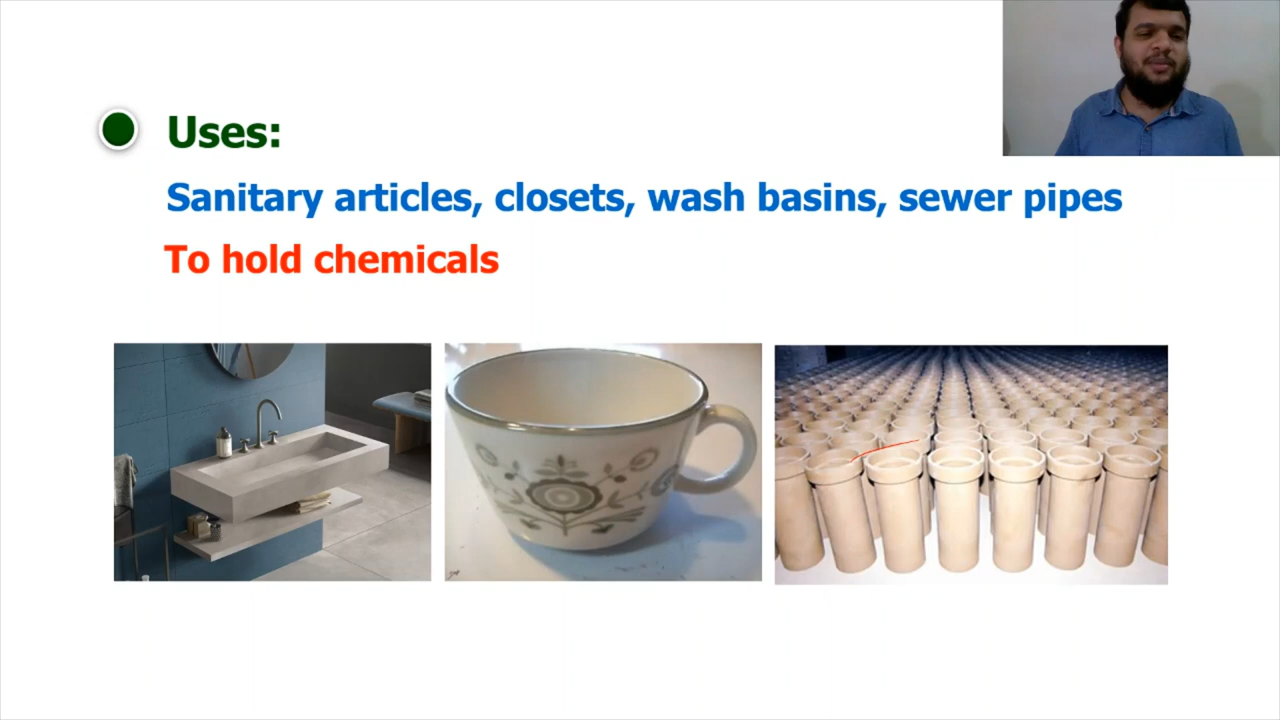 Uses:
Sanitary articles, closets, wash basins, sewer pipes
To hold chemicals